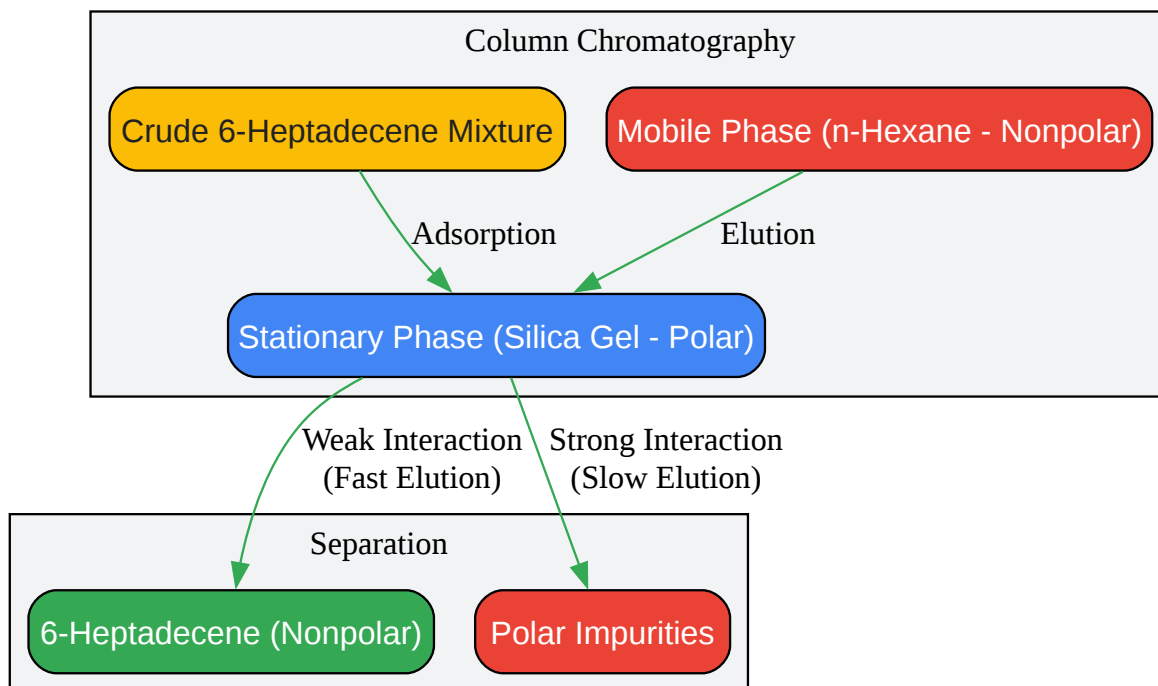 Column Chromatography
Crude 6-Heptadecene Mixture
Mobile Phase (n-Hexane - Nonpolar)
Adsorption
Elution
Stationary Phase (Silica Gel - Polar)
Weak Interaction
(Fast Elution)
Strong Interaction
(Slow Elution)
Separation
6-Heptadecene (Nonpolar)
Polar Impurities